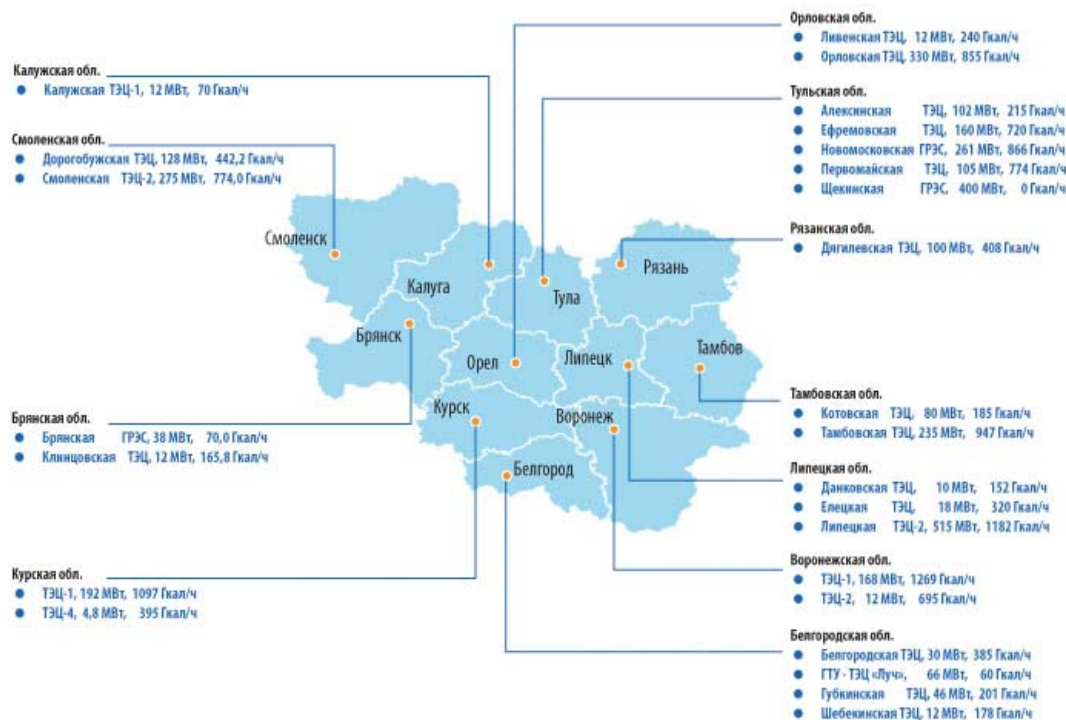 Калужская обл.
Калужская ТЭЦ-1, 12 МВт, 70 Гкал/ч
Смоленская обл.
Дорогобужская ТЭЦ, 128 МВт, 442,2 Гкал/ч
Смоленская ТЭЦ-2, 275 МВт, 774,0 Гкал/ч
Брянская обл.
Брянская ГРЭС, 38 МВт, 70,0 Гкал/ч
Клинцовская ТЭЦ, 12 МВт, 165,8 Гкал/ч
Курская обл.
ТЭЦ-1, 192 МВт, 1097 Гкал/ч
ТЭЦ-4, 4,8 МВт, 395 Гкал/ч
Смоленск
Калуга
Тула
Рязань
Брянск
Орел
Липецк
Тамбов
Курск
Воронеж
Белгород
Орловская обл.
Ливенская ТЭЦ, 12 МВт, 240 Гкал/ч
Орловская ТЭЦ, 330 МВт, 855 Гкал/ч
Тульская обл.
Алексинская ТЭЦ, 102 МВт, 215 Гкал/ч
Ефремовская ТЭЦ, 160 МВт, 720 Гкал/ч
Новомосковская ГРЭС, 261 МВт, 866 Гкал/ч
Первомайская ТЭЦ, 105 МВт, 774 Гкал/ч
Щекинская ГРЭС, 400 МВт, 0 Гкал/ч
Рязанская обл.
Дягилевская ТЭЦ, 100 МВт, 408 Гкал/ч
Тамбовская обл.
Котовская ТЭЦ, 80 МВт, 185 Гкал/ч
Тамбовская ТЭЦ, 235 МВт, 947 Гкал/ч
Липецкая обл.
Данковская ТЭЦ, 10 МВт, 152 Гкал/ч
Елецкая ТЭЦ, 18 МВт, 320 Гкал/ч
Липецкая ТЭЦ-2, 515 МВт, 1182 Гкал/ч
Воронежская обл.
ТЭЦ-1, 168 МВт, 1269 Гкал/ч
ТЭЦ-2, 12 МВт, 695 Гкал/ч
Белгородская обл.
Белгородская ТЭЦ, 30 МВт, 385 Гкал/ч
ГТУ - ТЭЦ «Луч», 66 МВт, 60 Гкал/ч
Губкинская ТЭЦ, 46 МВт, 201 Гкал/ч
Шебекинская ТЭЦ, 12 МВт, 178 Гкал/ч